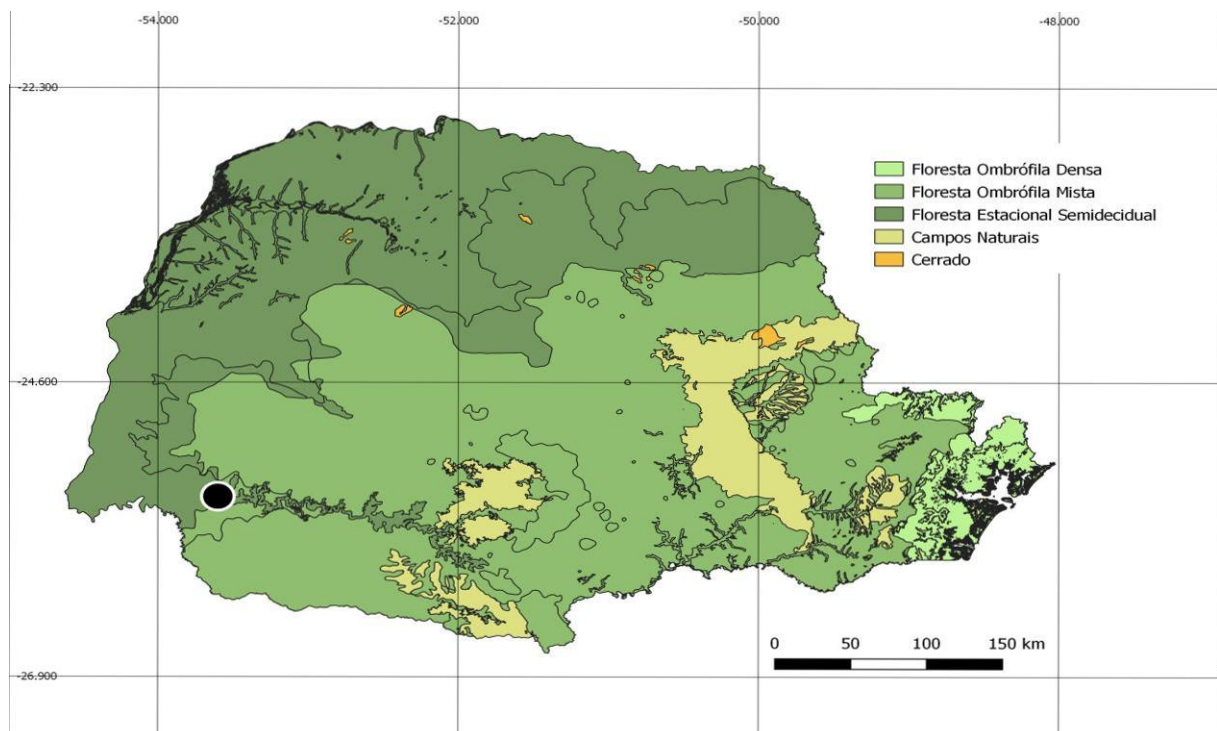 -54.000 -52.000 -50.000 -48.000
-22.300
Floresta Ombrófila Densa
Floresta Ombrófila Mista
Floresta Estacional Semidecidual
Campos Naturais
Cerrado
-24.600
0 50 100 150 km
-26.900